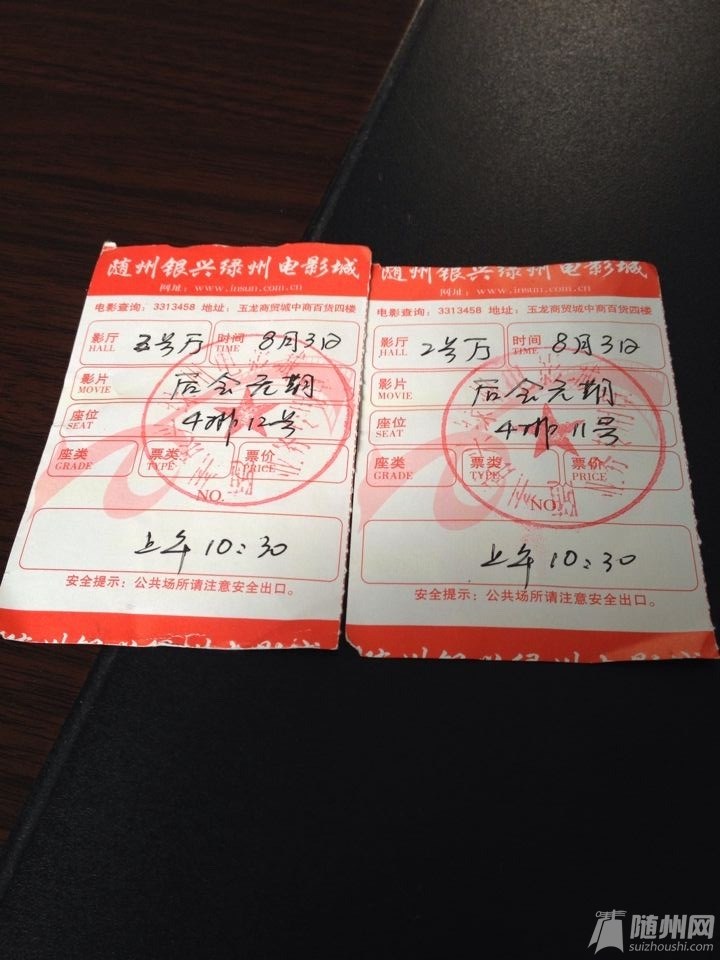 随州银兴绿州电影城
网址：www.insun.com.cn
电影查询：3313458 地址：玉龙商贸城中商百货四楼
影厅 HALL 五号厅 时间 TIME 8月3日
影片 MOVIE 后会无期
座位 SEAT 4排12号
座类 GRADE 票类 TYPE 票价 PRICE
NO.
上午10:30
安全提示：公共场所请注意安全出口。
随州银兴绿州电影城
网址：www.insun.com.cn
电影查询：3313458 地址：玉龙商贸城中商百货四楼
影厅 HALL 2号厅 时间 TIME 8月3日
影片 MOVIE 后会无期
座位 SEAT 4排11号
座类 GRADE 票类 TYPE 票价 PRICE
NO.
上午10:30
安全提示：公共场所请注意安全出口。
随州网
suizhoushi.com